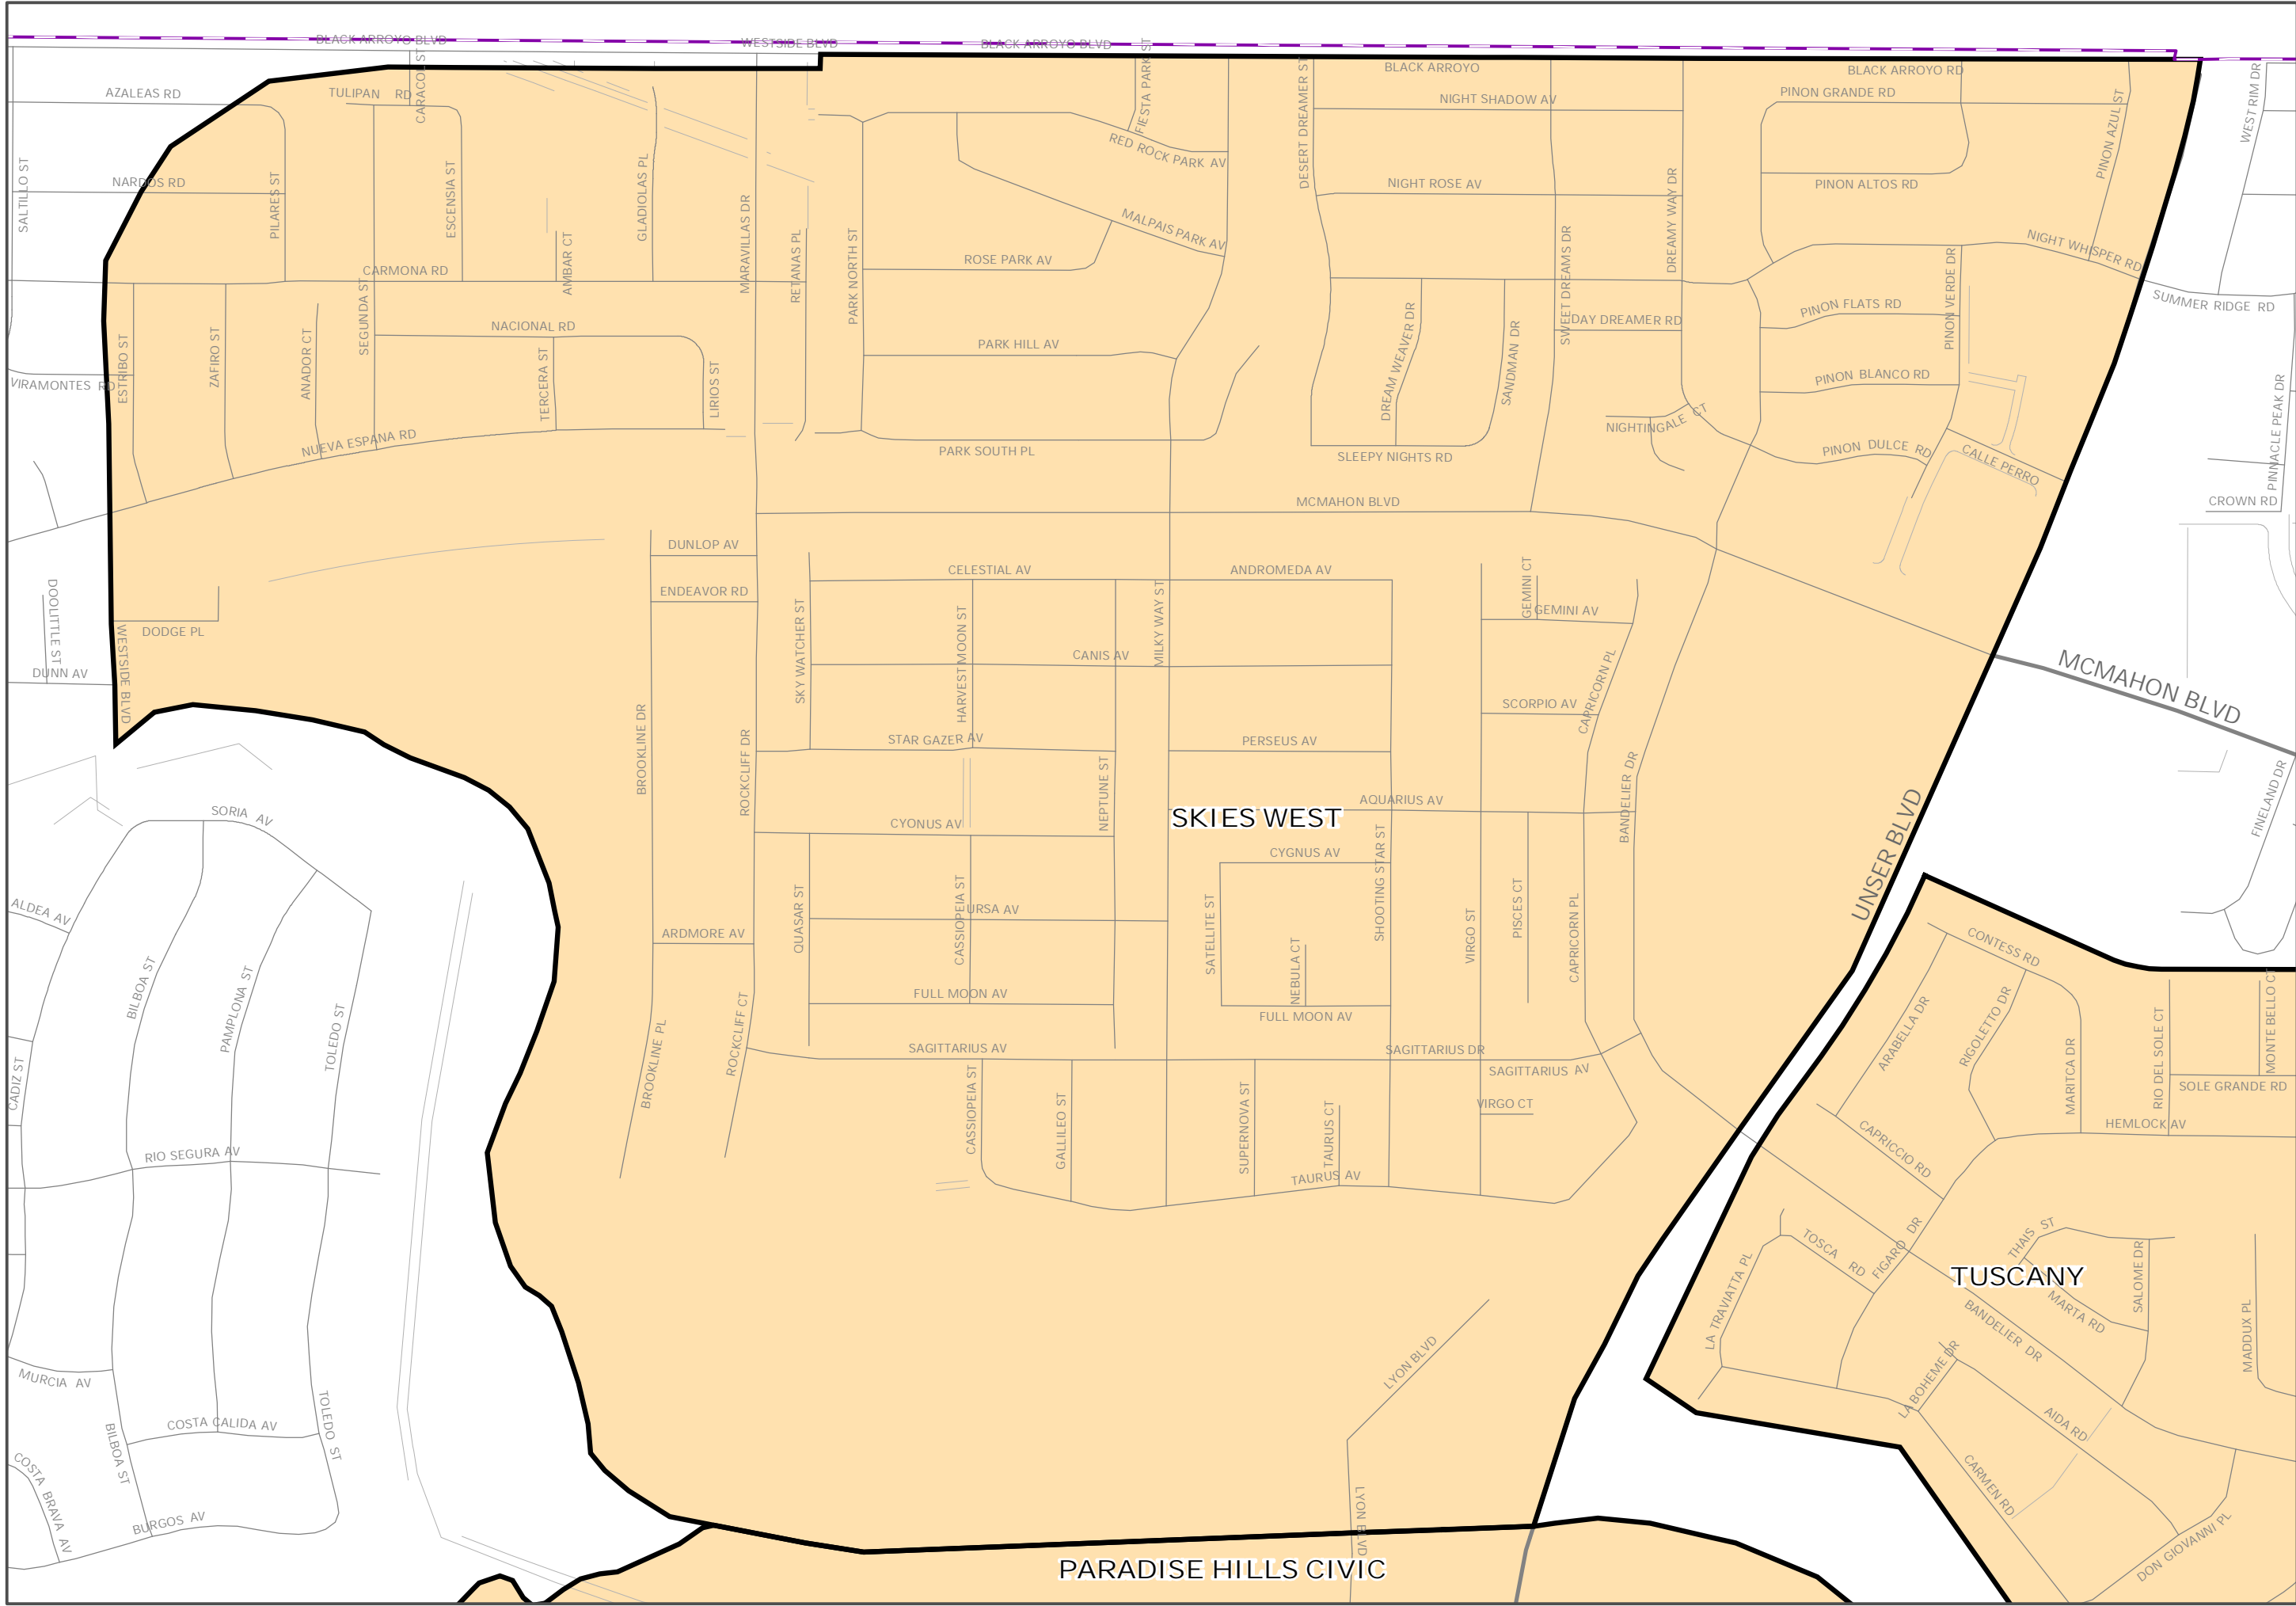 BLACK ARROYO BLVD
WESTSIDE BLVD
BLACK ARROYO BLVD
BLACK ARROYO
BLACK ARROYO RD
AZALEAS RD
TULIPAN RD
CARACOL ST
FIESTA PARK ST
NIGHT SHADOW AV
PINON GRANDE RD
PINON AZUL ST
WEST RIM DR
RED ROCK PARK AV
DESERT DREAMER ST
SALTILLO ST
NARDOS RD
PILARES ST
ESCENSIA ST
GLADIOLAS PL
MARAVILLAS DR
NIGHT ROSE AV
PINON ALTOS RD
DREAMY WAY DR
MALPAIS PARK AV
AMBAR CT
RETANAS PL
PARK NORTH ST
ROSE PARK AV
SWEET DREAMS DR
NIGHT WHISPER RD
CARMONA RD
SEGUNDA ST
PINON VERDE DR
SUMMER RIDGE RD
PINON FLATS RD
DAY DREAMER RD
NACIONAL RD
PARK HILL AV
DREAM WEAVER DR
SANDMAN DR
ESTRIBO ST
ZAFIRO ST
ANADOR CT
TERCERA ST
LIRIOS ST
VIRAMONTES RD
PINON BLANCO RD
PINNACLE PEAK DR
NIGHTINGALE CT
NUEVA ESPANA RD
PARK SOUTH PL
SLEEPY NIGHTS RD
PINON DULCE RD
CALLE PERRO
MCMAHON BLVD
CROWN RD
DUNLOP AV
CELESTIAL AV
ANDROMEDA AV
GEMINI CT
ENDEAVOR RD
GEMINI AV
DOOLITTLE ST
DODGE PL
SKY WATCHER ST
HARVEST MOON ST
MILKY WAY ST
CANIS AV
DUNN AV
WESTSIDE BLVD
CAPRICORN PL
MCMAHON BLVD
SCORPIO AV
BROOKLINE DR
ROCKCLIFF DR
STAR GAZER AV
PERSEUS AV
NEPTUNE ST
BANDELIER DR
AQUARIUS AV
UNSER BLVD
FINELAND DR
SORIA AV
SKIES WEST
CYONUS AV
CYGNUS AV
SHOOTING STAR ST
ALDEA AV
QUASAR ST
CASSIOPEIA ST
URSA AV
SATELLITE ST
VIRGO ST
PISCES CT
CAPRICORN PL
ARDMORE AV
NEBULA CT
CONTESS RD
BILBOA ST
PAMPLONA ST
TOLEDO ST
FULL MOON AV
FULL MOON AV
ARABELLA DR
RIGOLETTO DR
MARITCA DR
RIO DEL SOLE CT
MONTE BELLO CT
BROOKLINE PL
ROCKCLIFF CT
SAGITTARIUS AV
SAGITTARIUS DR
SAGITTARIUS AV
CADIZ ST
SOLE GRANDE RD
CASSIOPEIA ST
GALLILEO ST
SUPERNOVA ST
TAURUS CT
VIRGO CT
HEMLOCK AV
CAPRICCIO RD
RIO SEGURA AV
TAURUS AV
TOSCA RD
FIGARO DR
THAIS ST
TUSCANY
LA TRAVIATTA PL
SALOME DR
MARTA RD
BANDELIER DR
MADDUX PL
LYON BLVD
LA BOHEME DR
MURCIA AV
TOLEDO ST
COSTA CALIDA AV
BILBOA ST
AIDA RD
CARMEN RD
COSTA BRAVA AV
BURGOS AV
LYON BLVD
DON GIOVANNI PL
PARADISE HILLS CIVIC